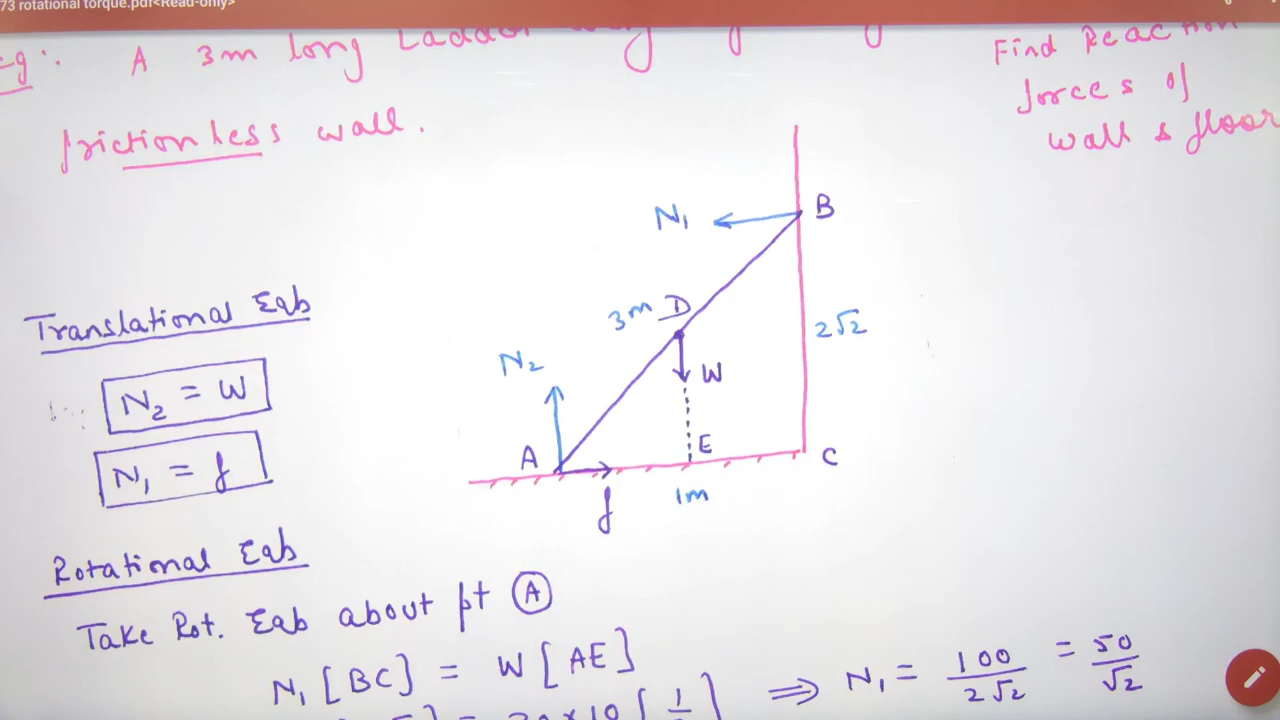 73 rotational torque.pdf<Read-only>
Eg: A 3m long Ladder
frictionless wall.
Find Reaction
forces of
wall & floor
B
N₁
3m D
2√2
W
N₂
A
E
C
f
1m
Translational Eqb
N₂ = W
N₁ = f
Rotational Eqb
Take Rot. Eqb about pt A
N₁ [BC] = W [AE]
⇒ N₁ = 100/2√2 = 50/√2